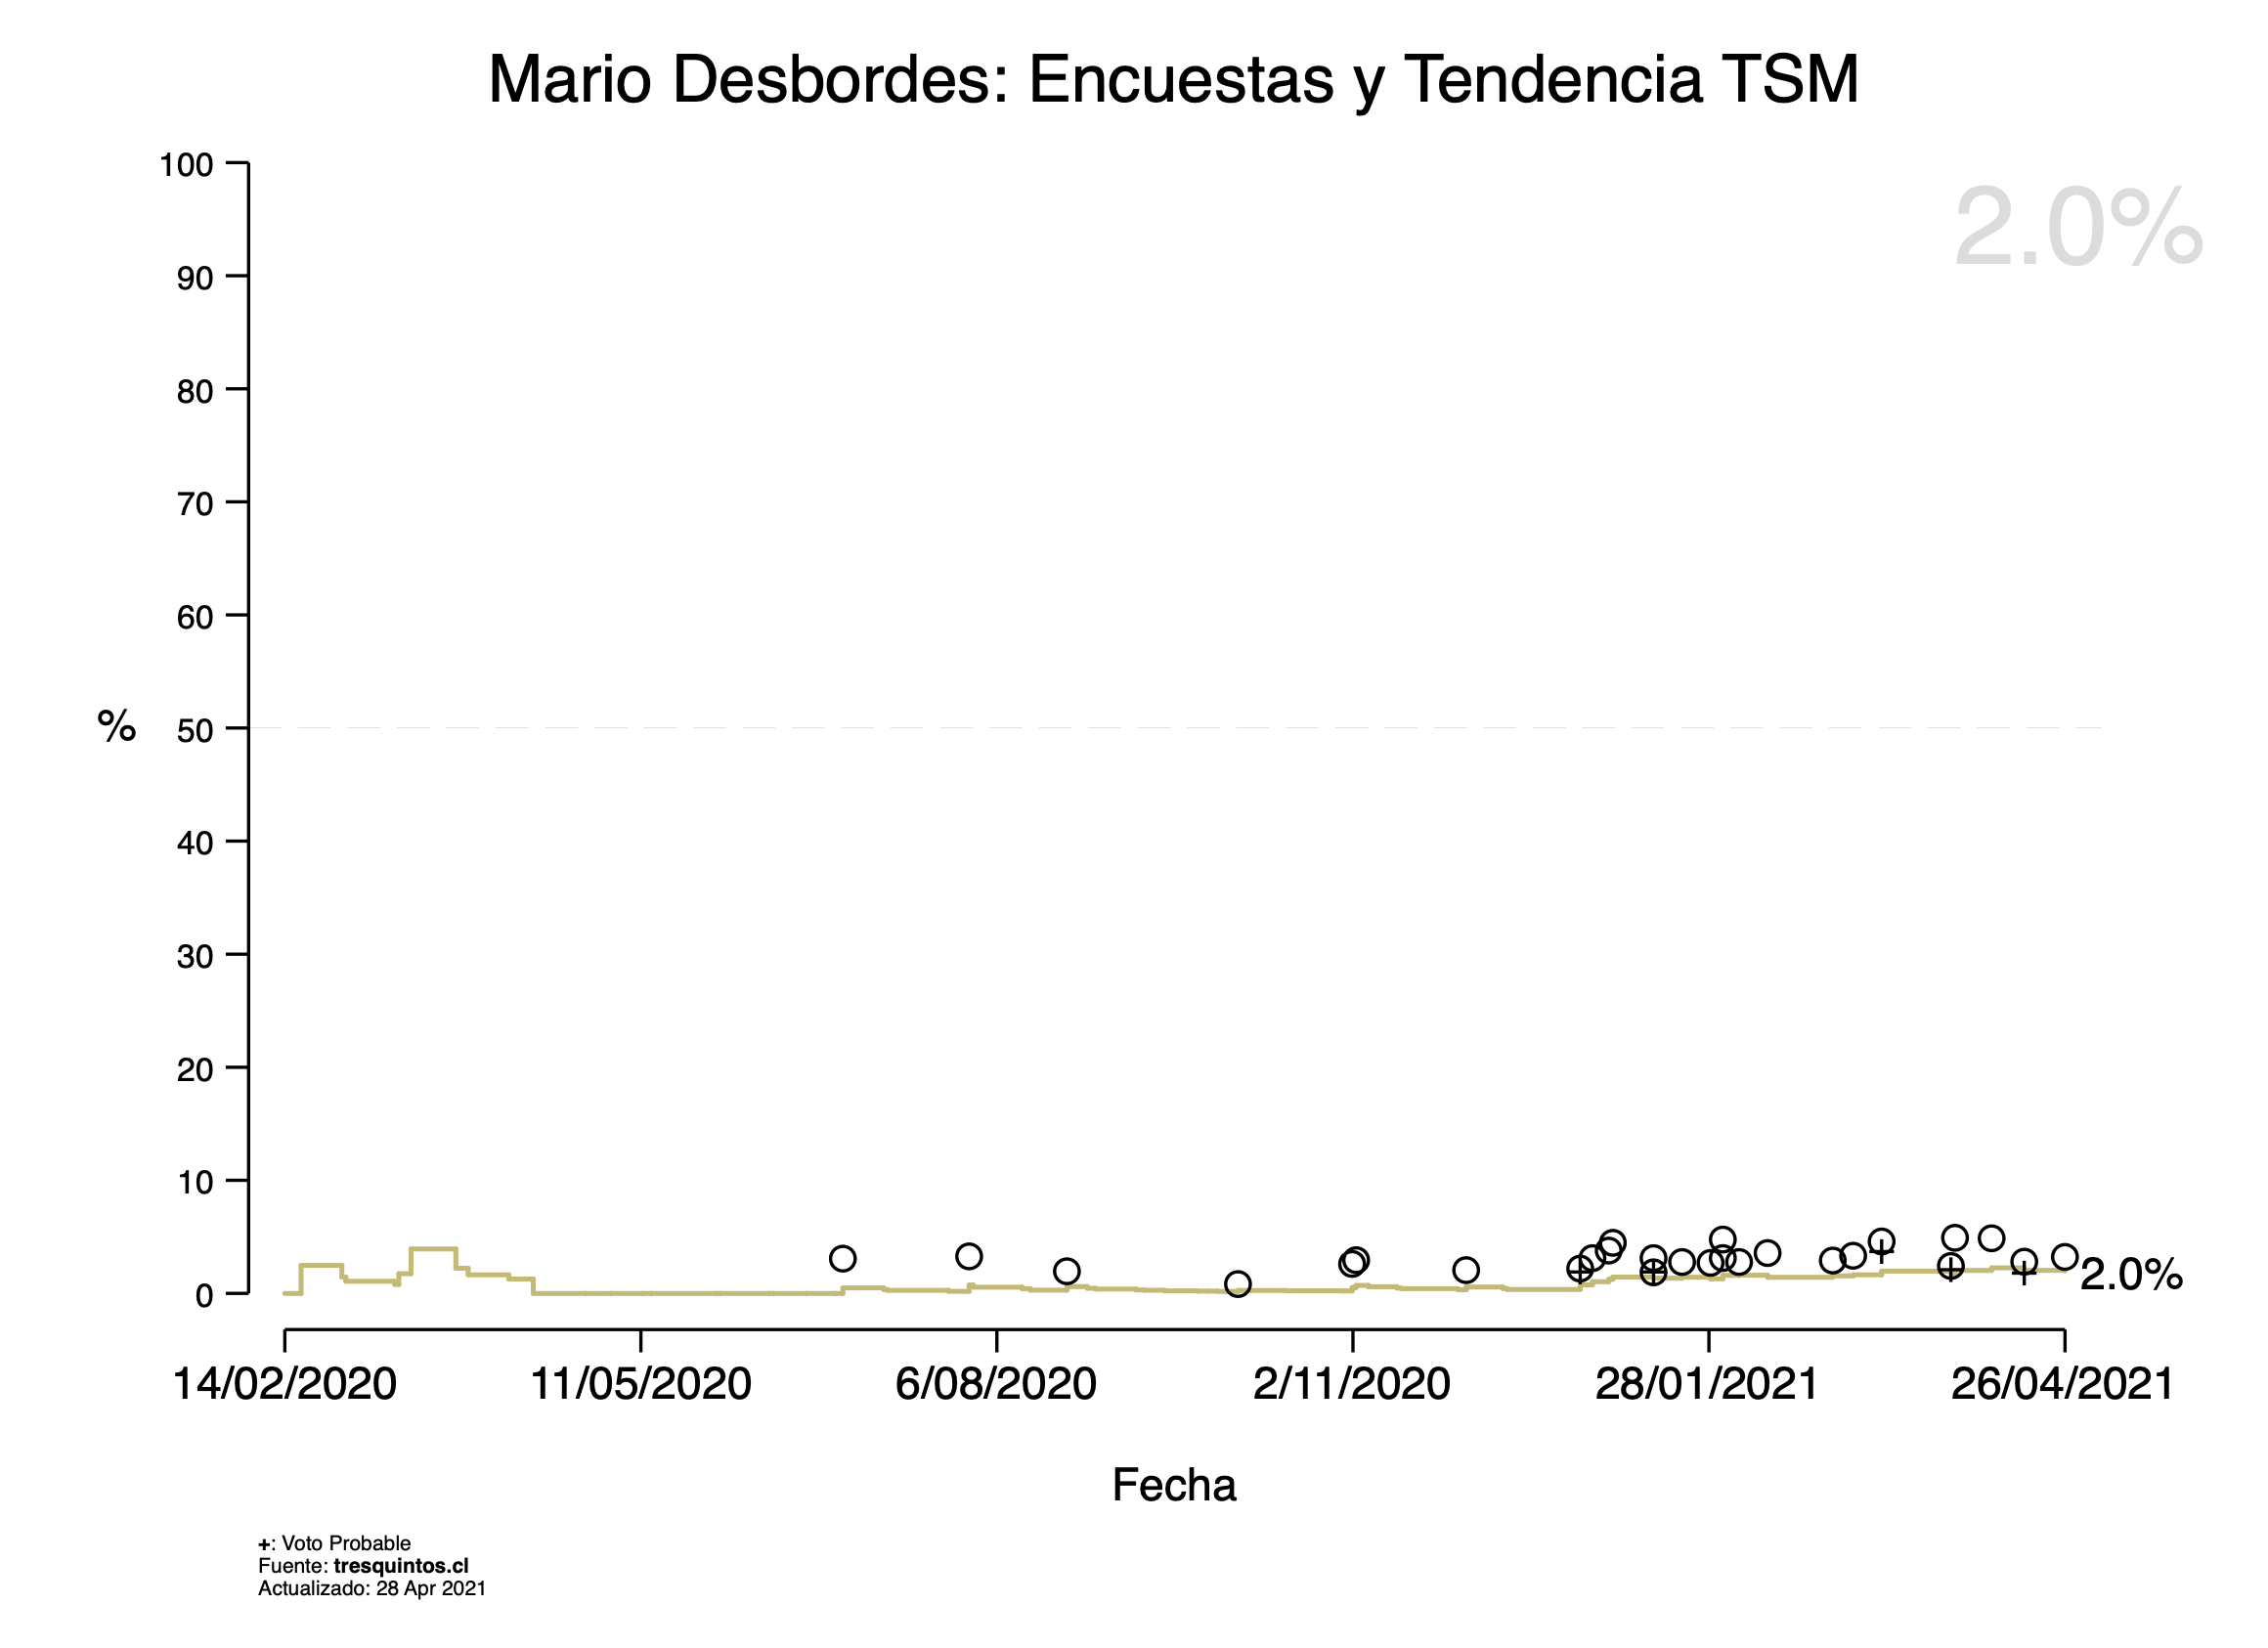 Mario Desbordes: Encuestas y Tendencia TSM
2.0%
100
90
80
70
60
50
40
30
20
10
0
%
2.0%
14/02/2020 11/05/2020 6/08/2020 2/11/2020 28/01/2021 26/04/2021
Fecha
+: Voto Probable
Fuente: tresquintos.cl
Actualizado: 28 Apr 2021